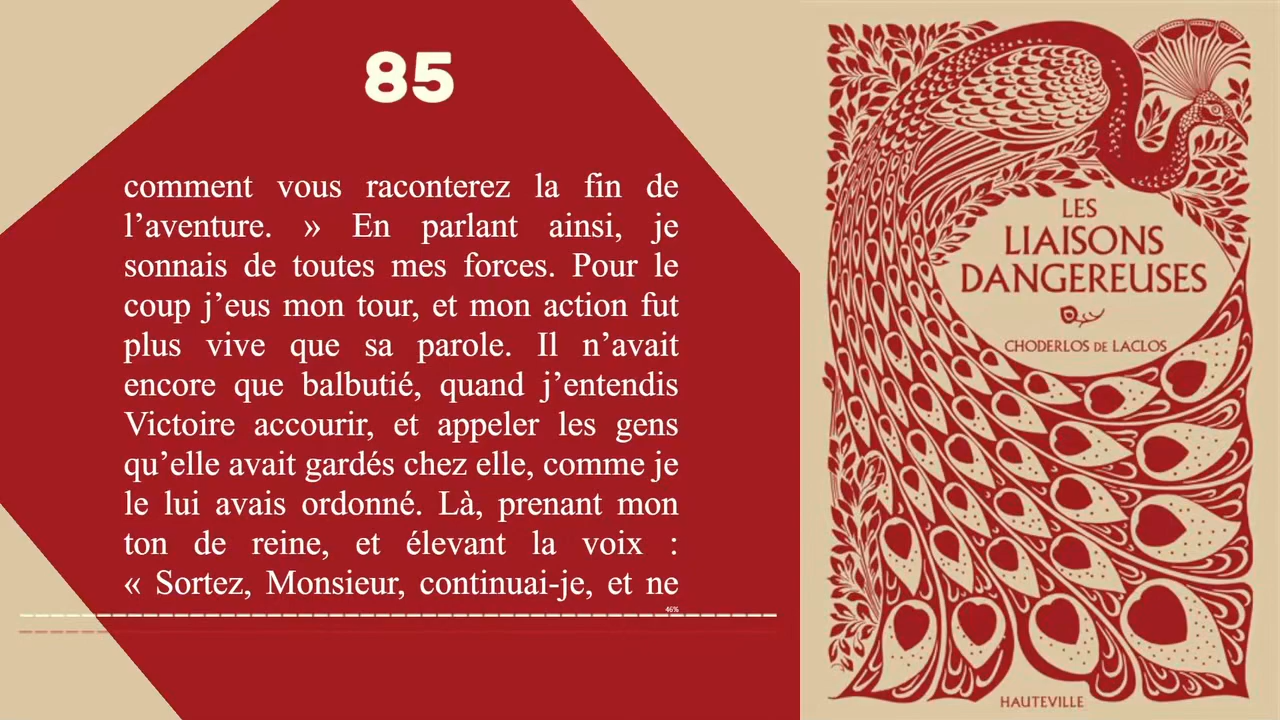 85
comment vous raconterez la fin de
l’aventure. » En parlant ainsi, je
sonnais de toutes mes forces. Pour le
coup j’eus mon tour, et mon action fut
plus vive que sa parole. Il n’avait
encore que balbutié, quand j’entendis
Victoire accourir, et appeler les gens
qu’elle avait gardés chez elle, comme je
le lui avais ordonné. Là, prenant mon
ton de reine, et élevant la voix :
« Sortez, Monsieur, continuai-je, et ne
46%
LES
LIAISONS
DANGEREUSES
CHODERLOS DE LACLOS
HAUTEVILLE